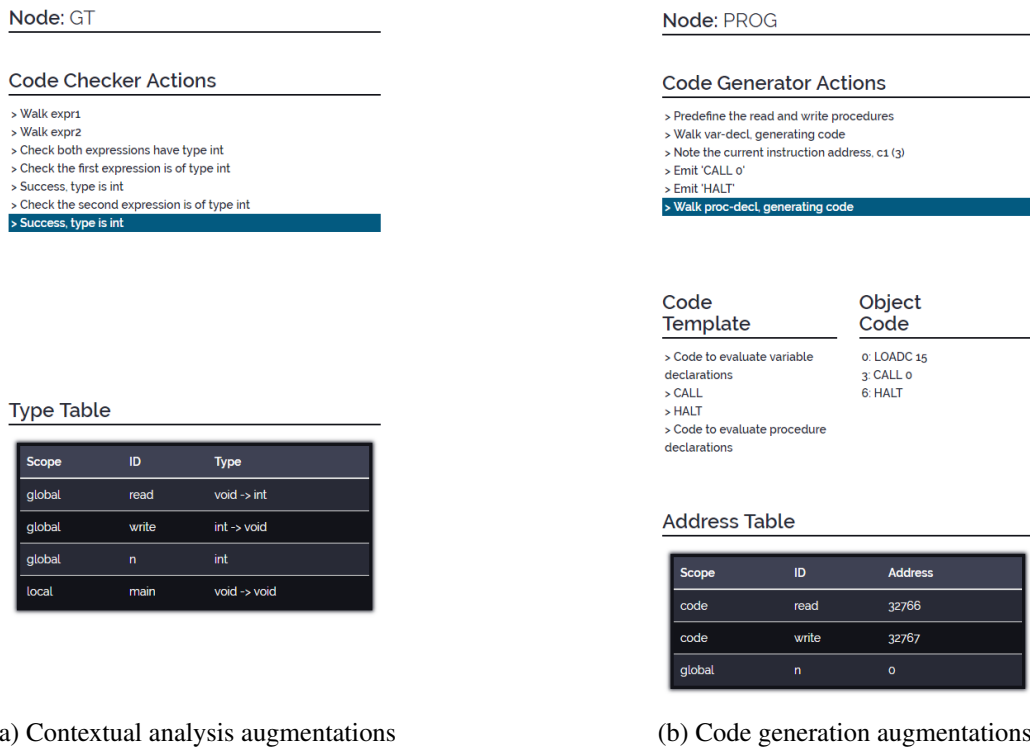 Node: GT
Code Checker Actions
> Walk expr1
> Walk expr2
> Check both expressions have type int
> Check the first expression is of type int
> Success, type is int
> Check the second expression is of type int
> Success, type is int
Type Table
Scope ID Type
global read void -> int
global write int -> void
global n int
local main void -> void
a) Contextual analysis augmentations
Node: PROG
Code Generator Actions
> Predefine the read and write procedures
> Walk var-decl, generating code
> Note the current instruction address, c1 (3)
> Emit 'CALL 0'
> Emit 'HALT'
> Walk proc-decl, generating code
Code
Template
> Code to evaluate variable
declarations
> CALL
> HALT
> Code to evaluate procedure
declarations
Object
Code
0: LOADC 15
3: CALL 0
6: HALT
Address Table
Scope ID Address
code read 32766
code write 32767
global n 0
(b) Code generation augmentations